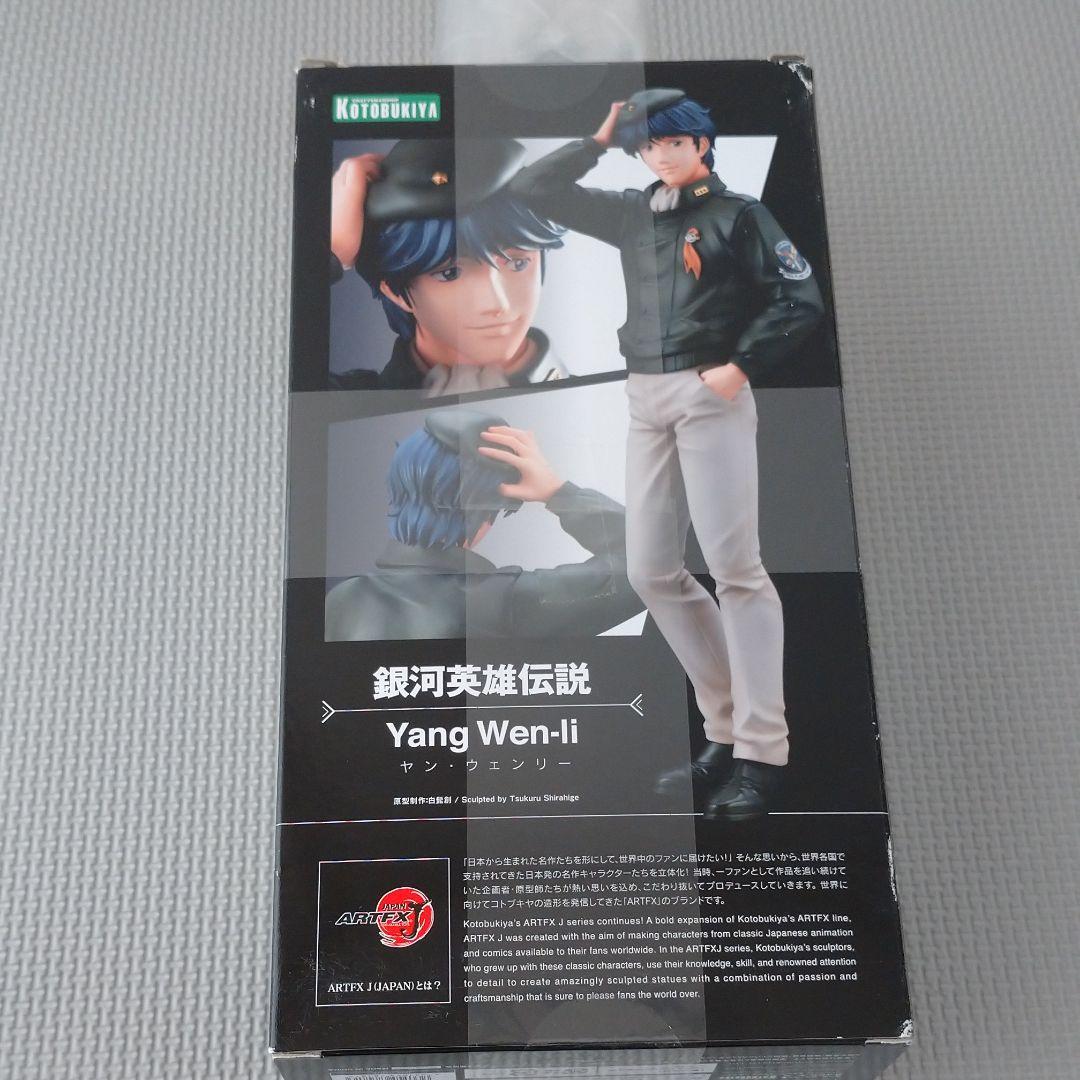 KOTOBUKIYA
銀河英雄伝説
Yang Wen-li
ヤン・ウェンリー
原型制作:白髭創 / Sculpted by Tsukuru Shirahige
「日本から生まれた名作たちを形にして、世界中のファンに届けたい!」そんな思いから、世界各国で
支持されてきた日本発の名作キャラクターたちを立体化! 当時、一ファンとして作品を追い続けて
いた企画者・原型師たちが熱い思いを込め、こだわり抜いてプロデュースしていきます。世界に
向けてコトブキヤの造形を発信してきた「ARTFX」のブランドです。
Kotobukiya's ARTFX J series continues! A bold expansion of Kotobukiya's ARTFX line,
ARTFX J was created with the aim of making characters from classic Japanese animation
and comics available to their fans worldwide. In the ARTFXJ series, Kotobukiya's sculptors,
who grew up with these classic characters, use their knowledge, skill, and renowned attention
to detail to create amazingly sculpted statues with a combination of passion and
craftsmanship that is sure to please fans the world over.
JAPAN
ARTFX J
ARTFX J(JAPAN)とは?